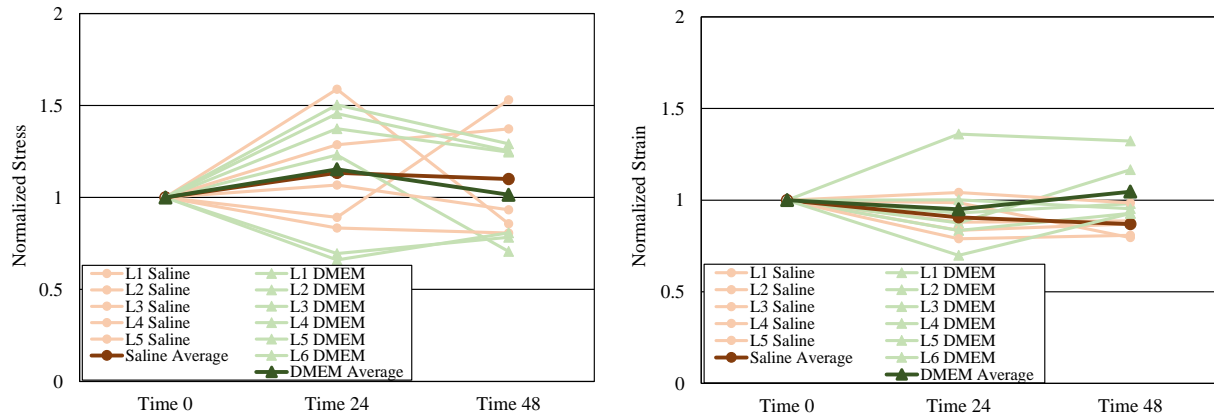 2
1.5
1
0.5
0
Normalized Stress
L1 Saline
L2 Saline
L3 Saline
L4 Saline
L5 Saline
Saline Average
L1 DMEM
L2 DMEM
L3 DMEM
L4 DMEM
L5 DMEM
L6 DMEM
DMEM Average
Time 0 Time 24 Time 48
2
1.5
1
0.5
0
Normalized Strain
L1 Saline
L2 Saline
L3 Saline
L4 Saline
L5 Saline
Saline Average
L1 DMEM
L2 DMEM
L3 DMEM
L4 DMEM
L5 DMEM
L6 DMEM
DMEM Average
Time 0 Time 24 Time 48